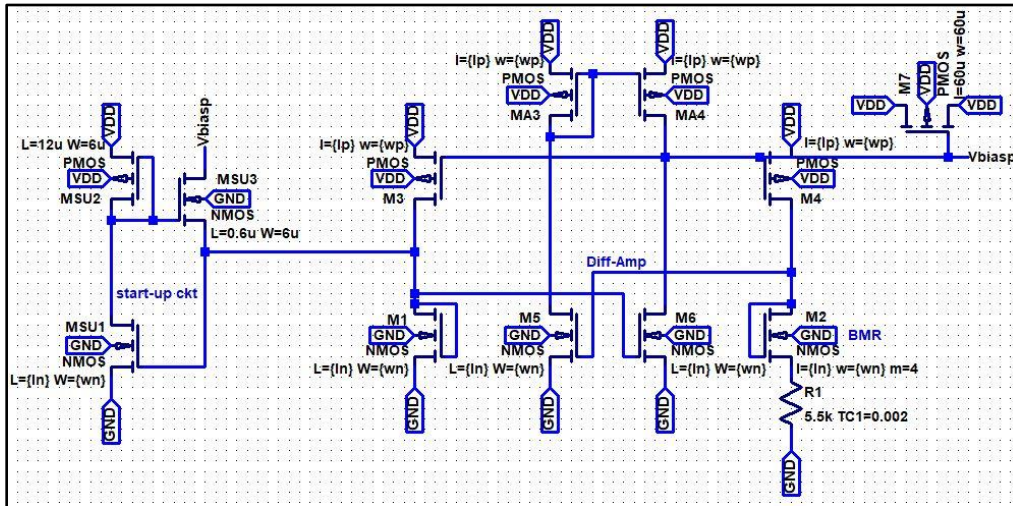 VDD
VDD
l={lp} w={wp}
l={lp} w={wp}
PMOS
PMOS
VDD
VDD
MA3
MA4
M7
VDD
PMOS
l=60u w=60u
VDD
VDD
VDD
L=12u W=6u
PMOS
VDD
MSU2
Vbiasp
MSU3
GND
NMOS
L=0.6u W=6u
VDD
l={lp} w={wp}
PMOS
VDD
M3
VDD
l={lp} w={wp}
PMOS
VDD
M4
Vbiasp
Diff-Amp
start-up ckt
MSU1
GND
NMOS
L={ln} W={wn}
GND
M1
GND
NMOS
L={ln} W={wn}
GND
M5
GND
NMOS
L={ln} W={wn}
GND
M6
GND
NMOS
L={ln} W={wn}
GND
M2
GND
BMR
NMOS
l={ln} w={wn} m=4
R1
5.5k TC1=0.002
GND